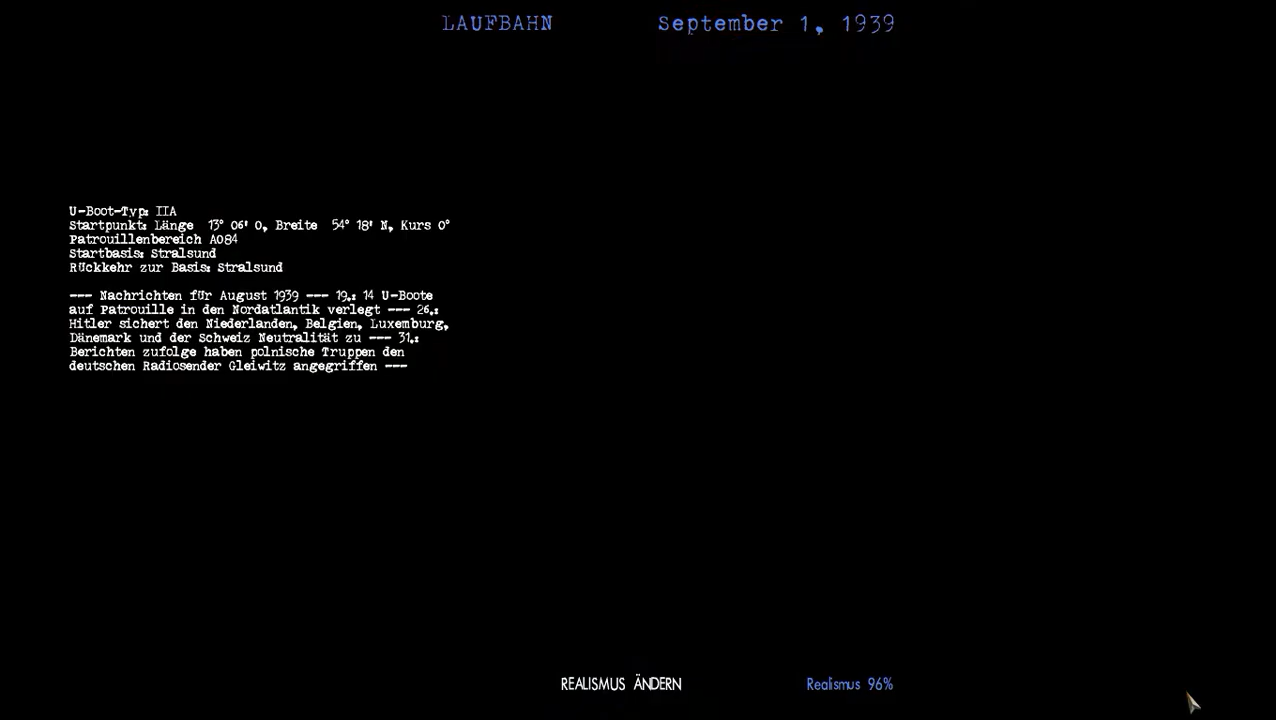 LAUFBAHN September 1, 1939
U-Boot-Typ: IIA
Startpunkt: Länge 13° 06' O, Breite 54° 18' N, Kurs 0°
Patrouillenbereich AO84
Startbasis: Stralsund
Rückkehr zur Basis: Stralsund
--- Nachrichten für August 1939 --- 19.: 14 U-Boote
auf Patrouille in den Nordatlantik verlegt --- 26.:
Hitler sichert den Niederlanden, Belgien, Luxemburg,
Dänemark und der Schweiz Neutralität zu --- 31.:
Berichten zufolge haben polnische Truppen den
deutschen Radiosender Gleiwitz angegriffen ---
REALISMUS ÄNDERN Realismus 96%